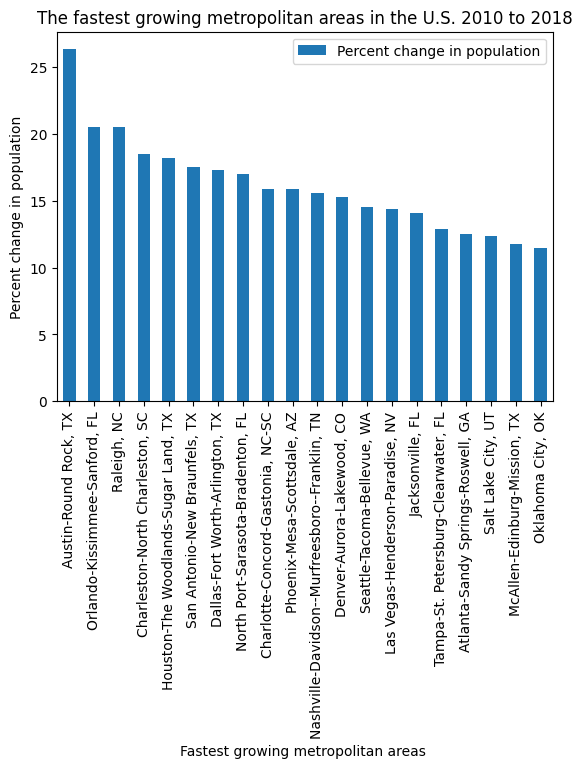 The fastest growing metropolitan areas in the U.S. 2010 to 2018
Percent change in population
Percent change in population
25
20
15
10
5
0
Austin-Round Rock, TX
Orlando-Kissimmee-Sanford, FL
Raleigh, NC
Charleston-North Charleston, SC
Houston-The Woodlands-Sugar Land, TX
San Antonio-New Braunfels, TX
Dallas-Fort Worth-Arlington, TX
North Port-Sarasota-Bradenton, FL
Charlotte-Concord-Gastonia, NC-SC
Phoenix-Mesa-Scottsdale, AZ
Nashville-Davidson--Murfreesboro--Franklin, TN
Denver-Aurora-Lakewood, CO
Seattle-Tacoma-Bellevue, WA
Las Vegas-Henderson-Paradise, NV
Jacksonville, FL
Tampa-St. Petersburg-Clearwater, FL
Atlanta-Sandy Springs-Roswell, GA
Salt Lake City, UT
McAllen-Edinburg-Mission, TX
Oklahoma City, OK
Fastest growing metropolitan areas